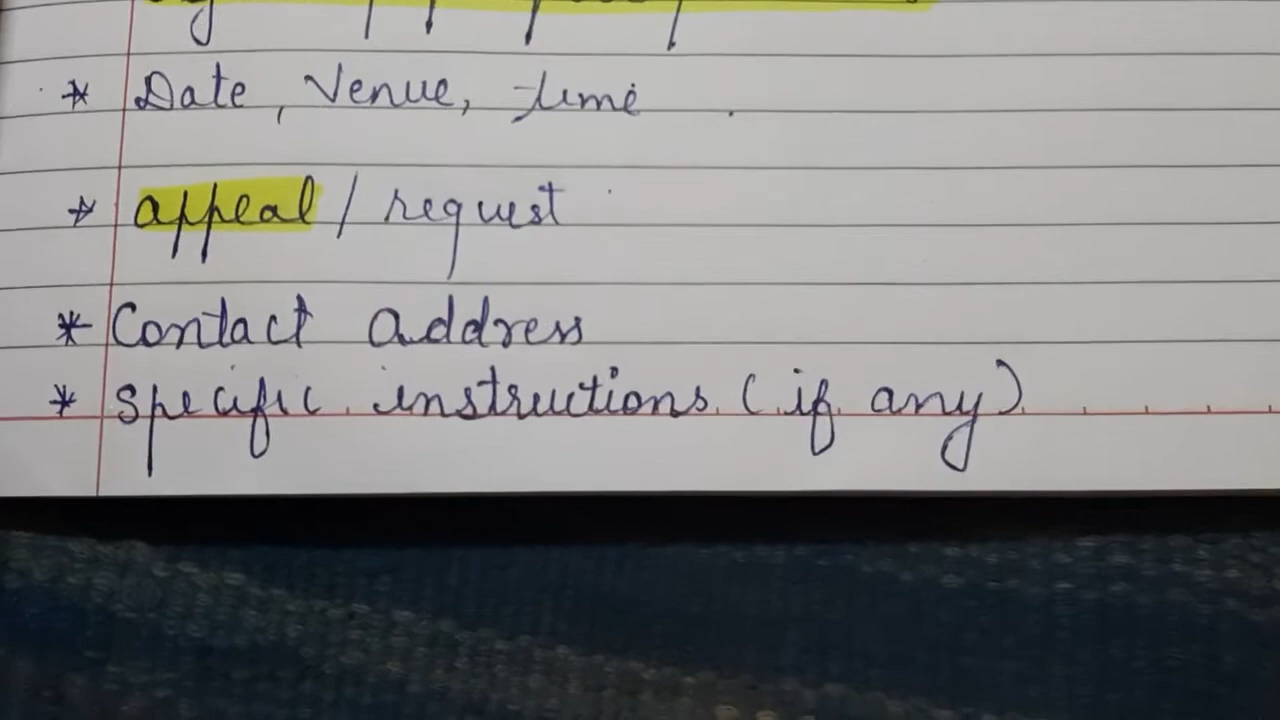 * Date, Venue, time.
* appeal / request
* Contact address
* specific instructions (if any)